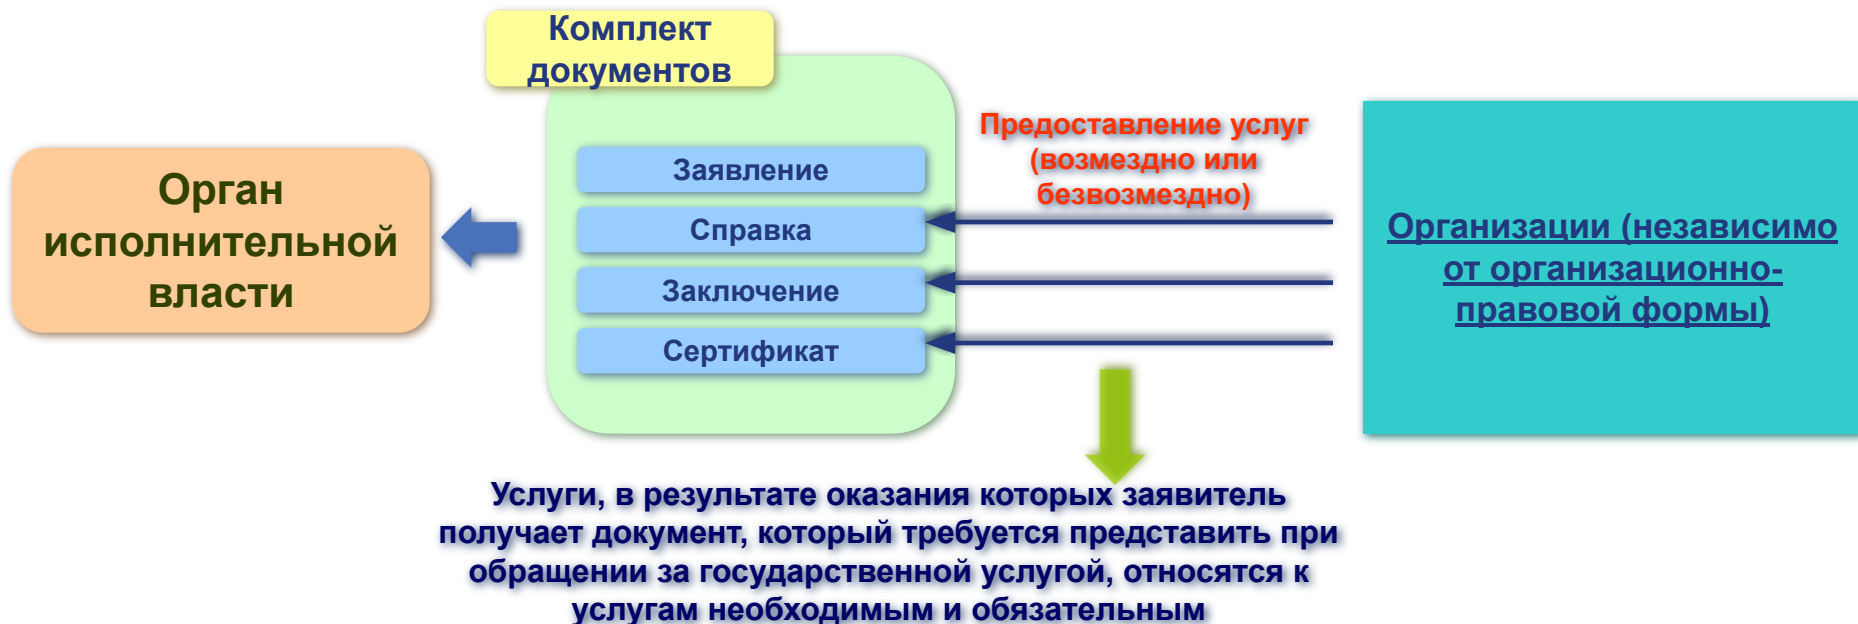 Комплект
документов
Орган
исполнительной
власти
Заявление
Справка
Заключение
Сертификат
Предоставление услуг
(возмездно или
безвозмездно)
Организации (независимо
от организационно-
правовой формы)
Услуги, в результате оказания которых заявитель
получает документ, который требуется представить при
обращении за государственной услугой, относятся к
услугам необходимым и обязательным